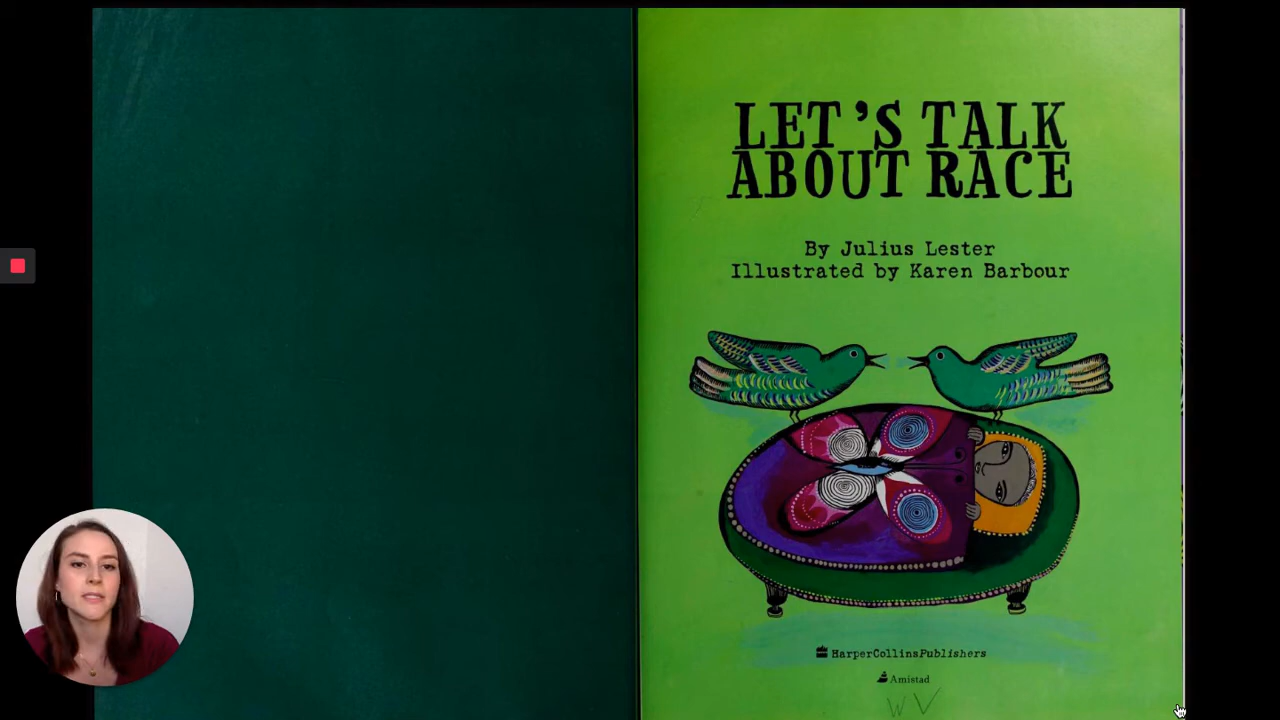 LET'S TALK
ABOUT RACE
By Julius Lester
Illustrated by Karen Barbour
HarperCollinsPublishers
Amistad
W V